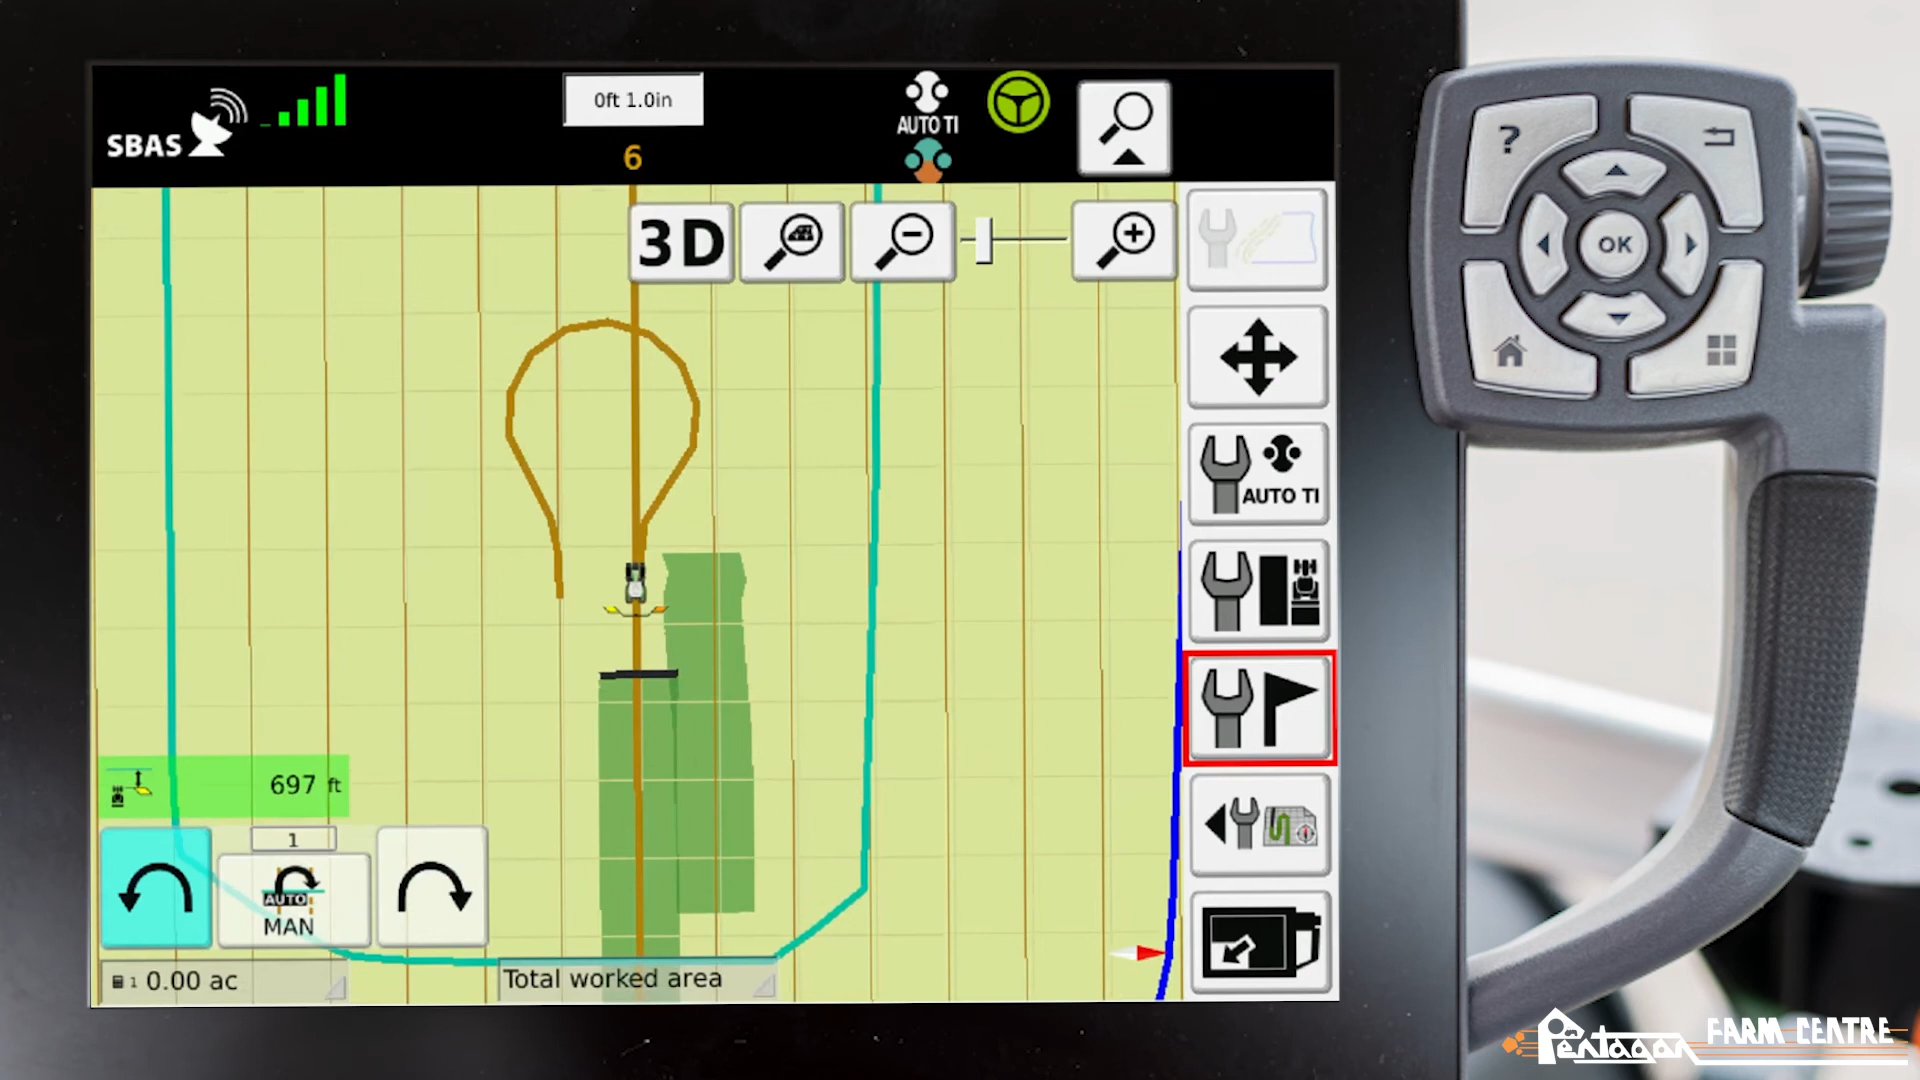 SBAS
0ft 1.0in
6
AUTO TI
3D
?
OK
AUTO TI
697 ft
1
AUTO
MAN
1 0.00 ac
Total worked area
Pentagon FARM CENTRE